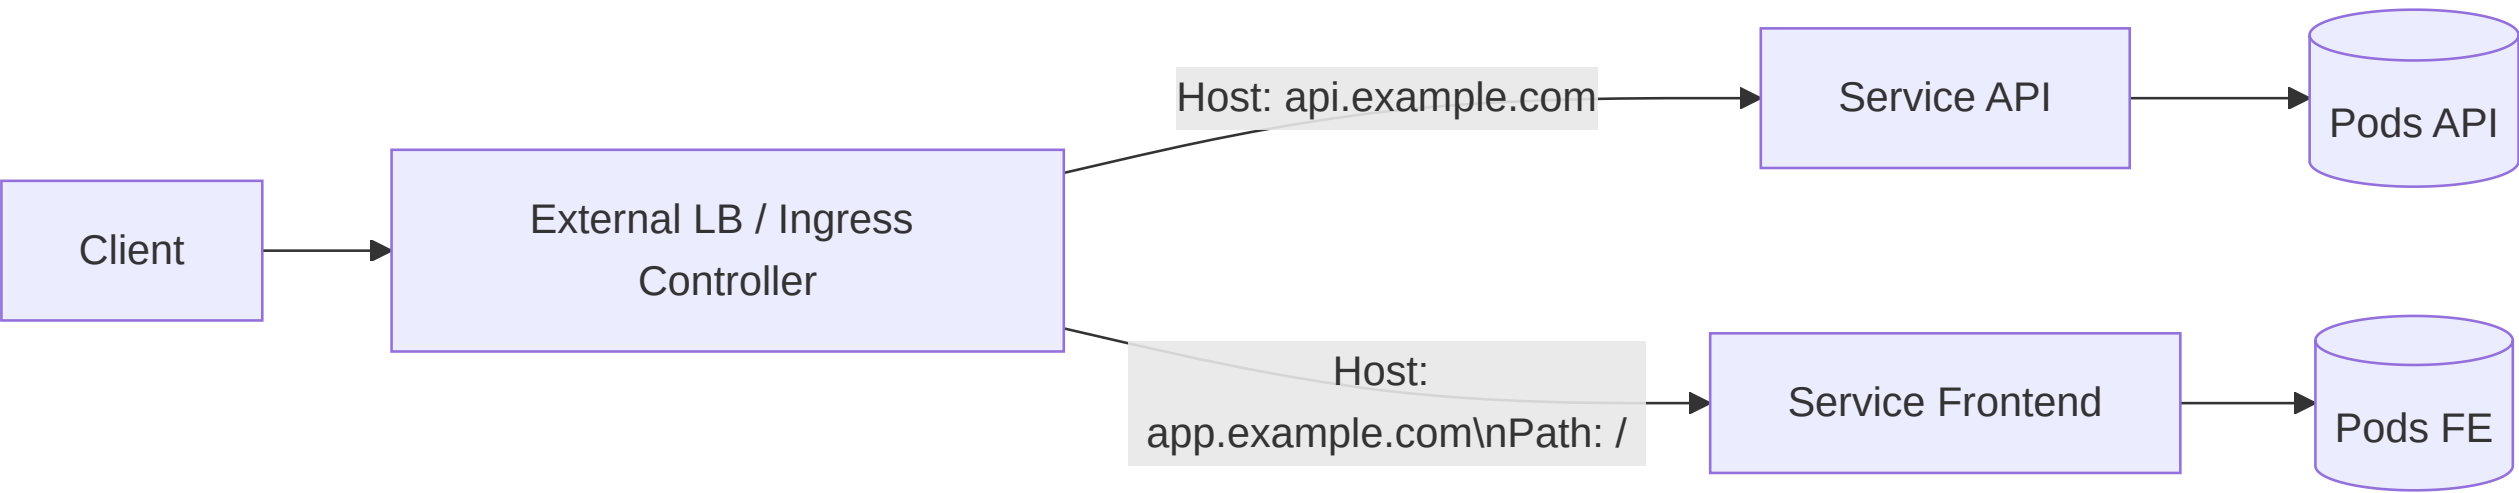 Client
External LB / Ingress
Controller
Host: api.example.com
Service API
Pods API
Host:
app.example.com\nPath: /
Service Frontend
Pods FE